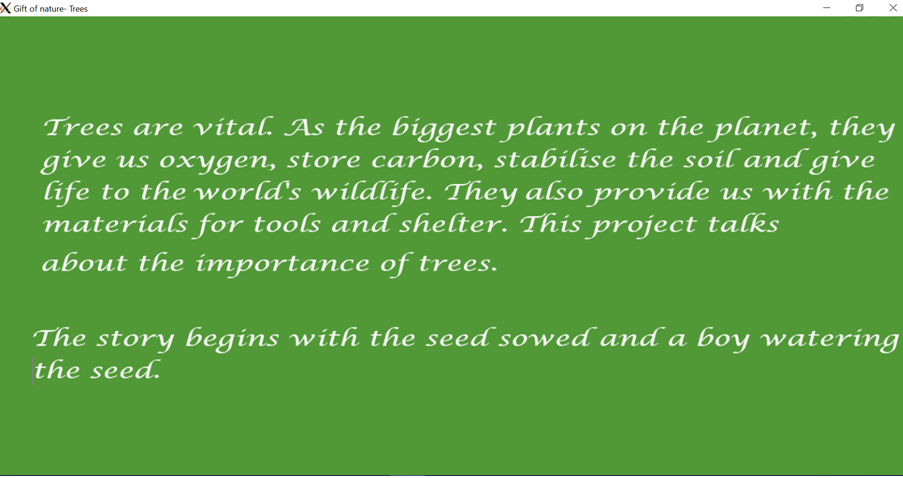 Gift of nature- Trees
Trees are vital. As the biggest plants on the planet, they
give us oxygen, store carbon, stabilise the soil and give
life to the world's wildlife. They also provide us with the
materials for tools and shelter. This project talks
about the importance of trees.
The story begins with the seed sowed and a boy watering
the seed.